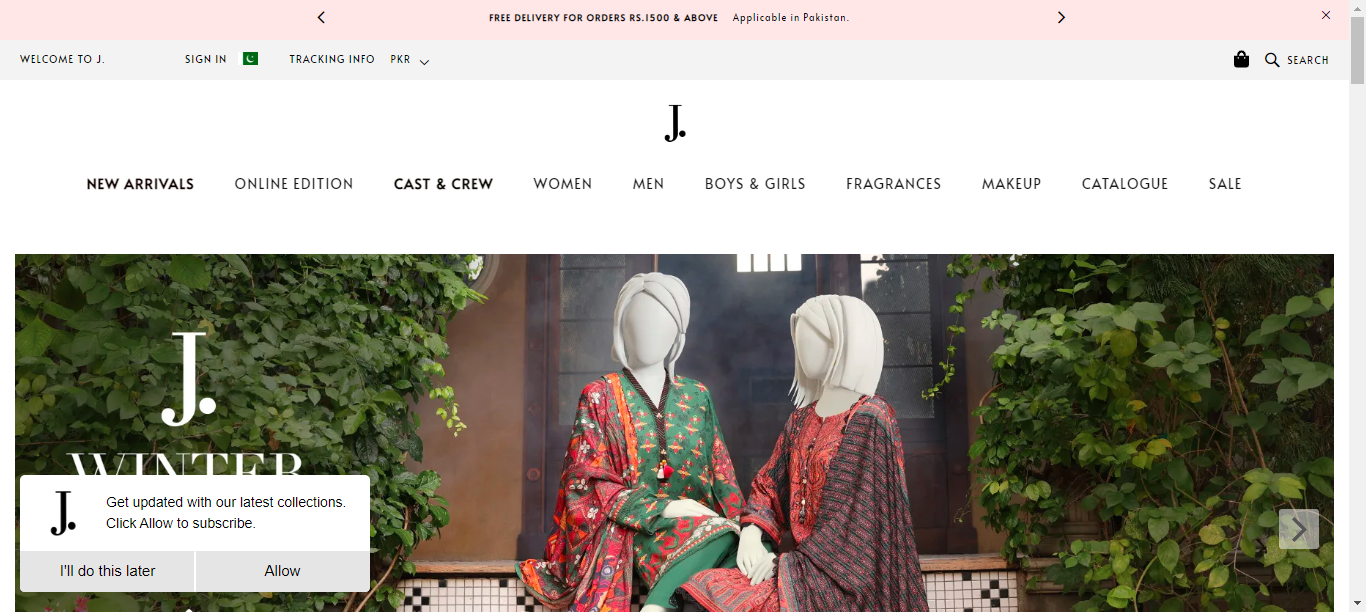 FREE DELIVERY FOR ORDERS RS.1500 & ABOVE Applicable in Pakistan.
WELCOME TO J. SIGN IN TRACKING INFO PKR SEARCH
J.
NEW ARRIVALS ONLINE EDITION CAST & CREW WOMEN MEN BOYS & GIRLS FRAGRANCES MAKEUP CATALOGUE SALE
J.
WINTER
J.
Get updated with our latest collections.
Click Allow to subscribe.
I'll do this later Allow